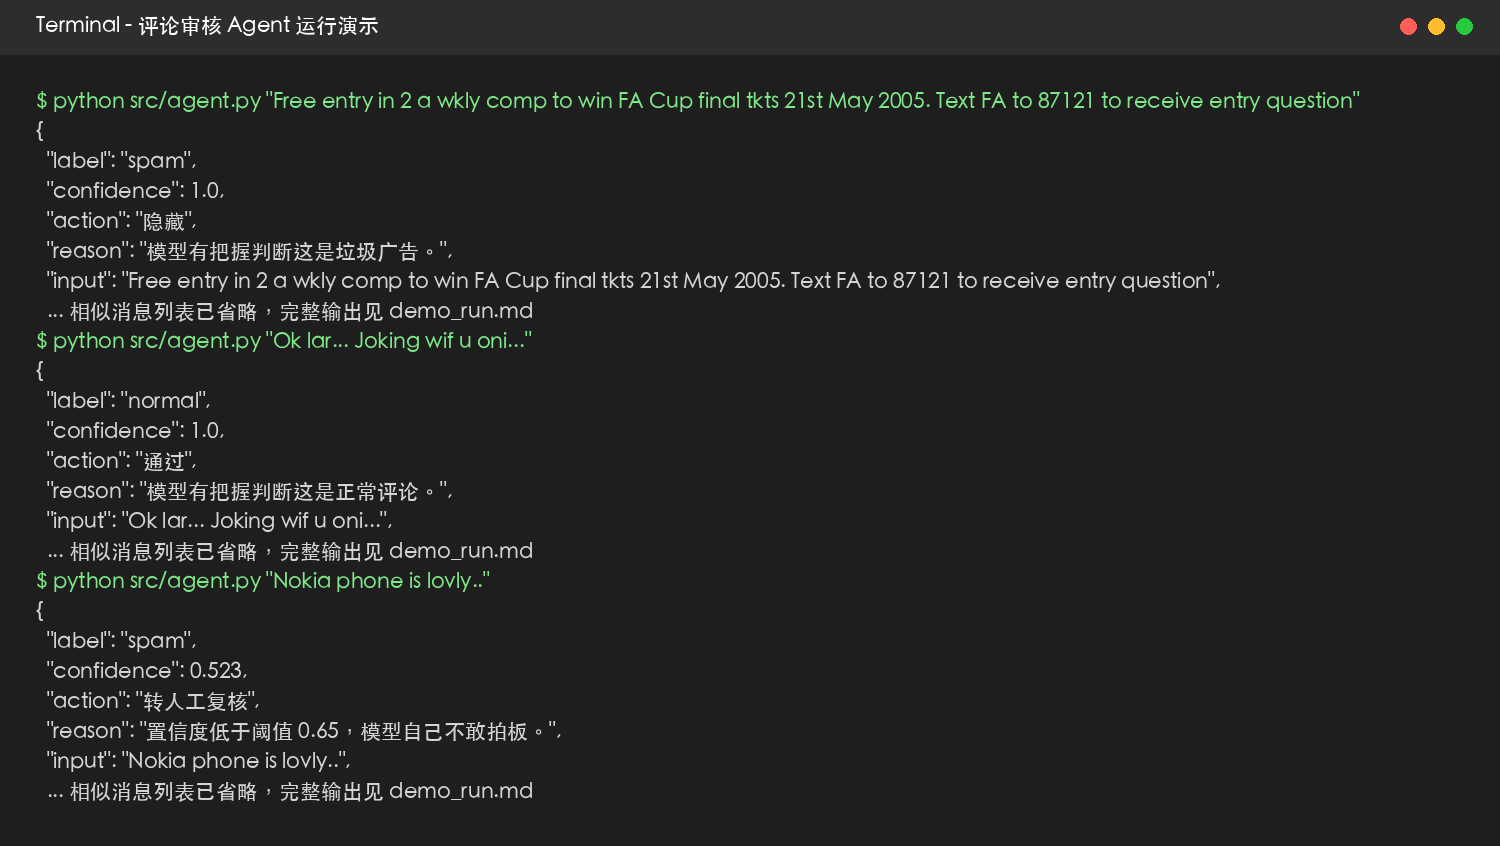 Terminal - 评论审核 Agent 运行演示
$ python src/agent.py "Free entry in 2 a wkly comp to win FA Cup final tkts 21st May 2005. Text FA to 87121 to receive entry question"
{
"label": "spam",
"confidence": 1.0,
"action": "隐藏",
"reason": "模型有把握判断这是垃圾广告。",
"input": "Free entry in 2 a wkly comp to win FA Cup final tkts 21st May 2005. Text FA to 87121 to receive entry question",
... 相似消息列表已省略，完整输出见 demo_run.md
$ python src/agent.py "Ok lar... Joking wif u oni..."
{
"label": "normal",
"confidence": 1.0,
"action": "通过",
"reason": "模型有把握判断这是正常评论。",
"input": "Ok lar... Joking wif u oni...",
... 相似消息列表已省略，完整输出见 demo_run.md
$ python src/agent.py "Nokia phone is lovly.."
{
"label": "spam",
"confidence": 0.523,
"action": "转人工复核",
"reason": "置信度低于阈值 0.65，模型自己不敢拍板。",
"input": "Nokia phone is lovly..",
... 相似消息列表已省略，完整输出见 demo_run.md